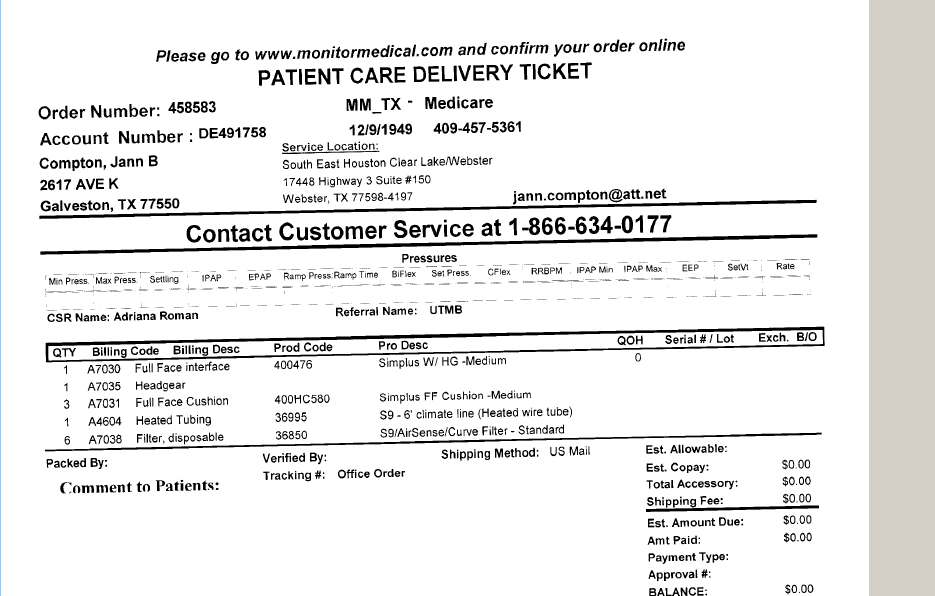 Please go to www.monitormedical.com and confirm your order online
PATIENT CARE DELIVERY TICKET
Order Number: 458583
MM_TX - Medicare
Account Number : DE491758
12/9/1949 409-457-5361
Compton, Jann B
2617 AVE K
Galveston, TX 77550
Service Location:
South East Houston Clear Lake/Webster
17448 Highway 3 Suite #150
Webster, TX 77598-4197
jann.compton@att.net
Contact Customer Service at 1-866-634-0177
Pressures
Min Press. Max Press. Settling IPAP EPAP Ramp Press. Ramp Time BiFlex Set Press. CFlex RRBPM IPAP Min IPAP Max EEP SetVt Rate
CSR Name: Adriana Roman
Referral Name: UTMB
QTY Billing Code Billing Desc Prod Code Pro Desc QOH Serial # / Lot Exch. B/O
1 A7030 Full Face interface 400476 Simplus W/ HG -Medium 0
1 A7035 Headgear
3 A7031 Full Face Cushion 400HC580 Simplus FF Cushion -Medium
1 A4604 Heated Tubing 36995 S9 - 6' climate line (Heated wire tube)
6 A7038 Filter, disposable 36850 S9/AirSense/Curve Filter - Standard
Packed By:
Verified By:
Shipping Method: US Mail
Tracking #: Office Order
Comment to Patients:
Est. Allowable:
Est. Copay: $0.00
Total Accessory: $0.00
Shipping Fee: $0.00
Est. Amount Due: $0.00
Amt Paid: $0.00
Payment Type:
Approval #:
BALANCE: $0.00